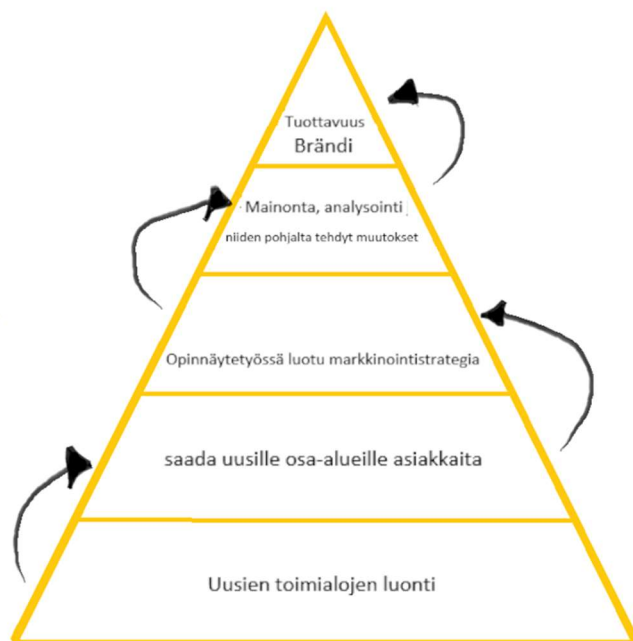 Tuottavuus
Brändi
Mainonta, analysointi
niiden pohjalta tehdyt muutokset
Opinnäytetyössä luotu markkinointistrategia
saada uusille osa-alueille asiakkaita
Uusien toimialojen luonti